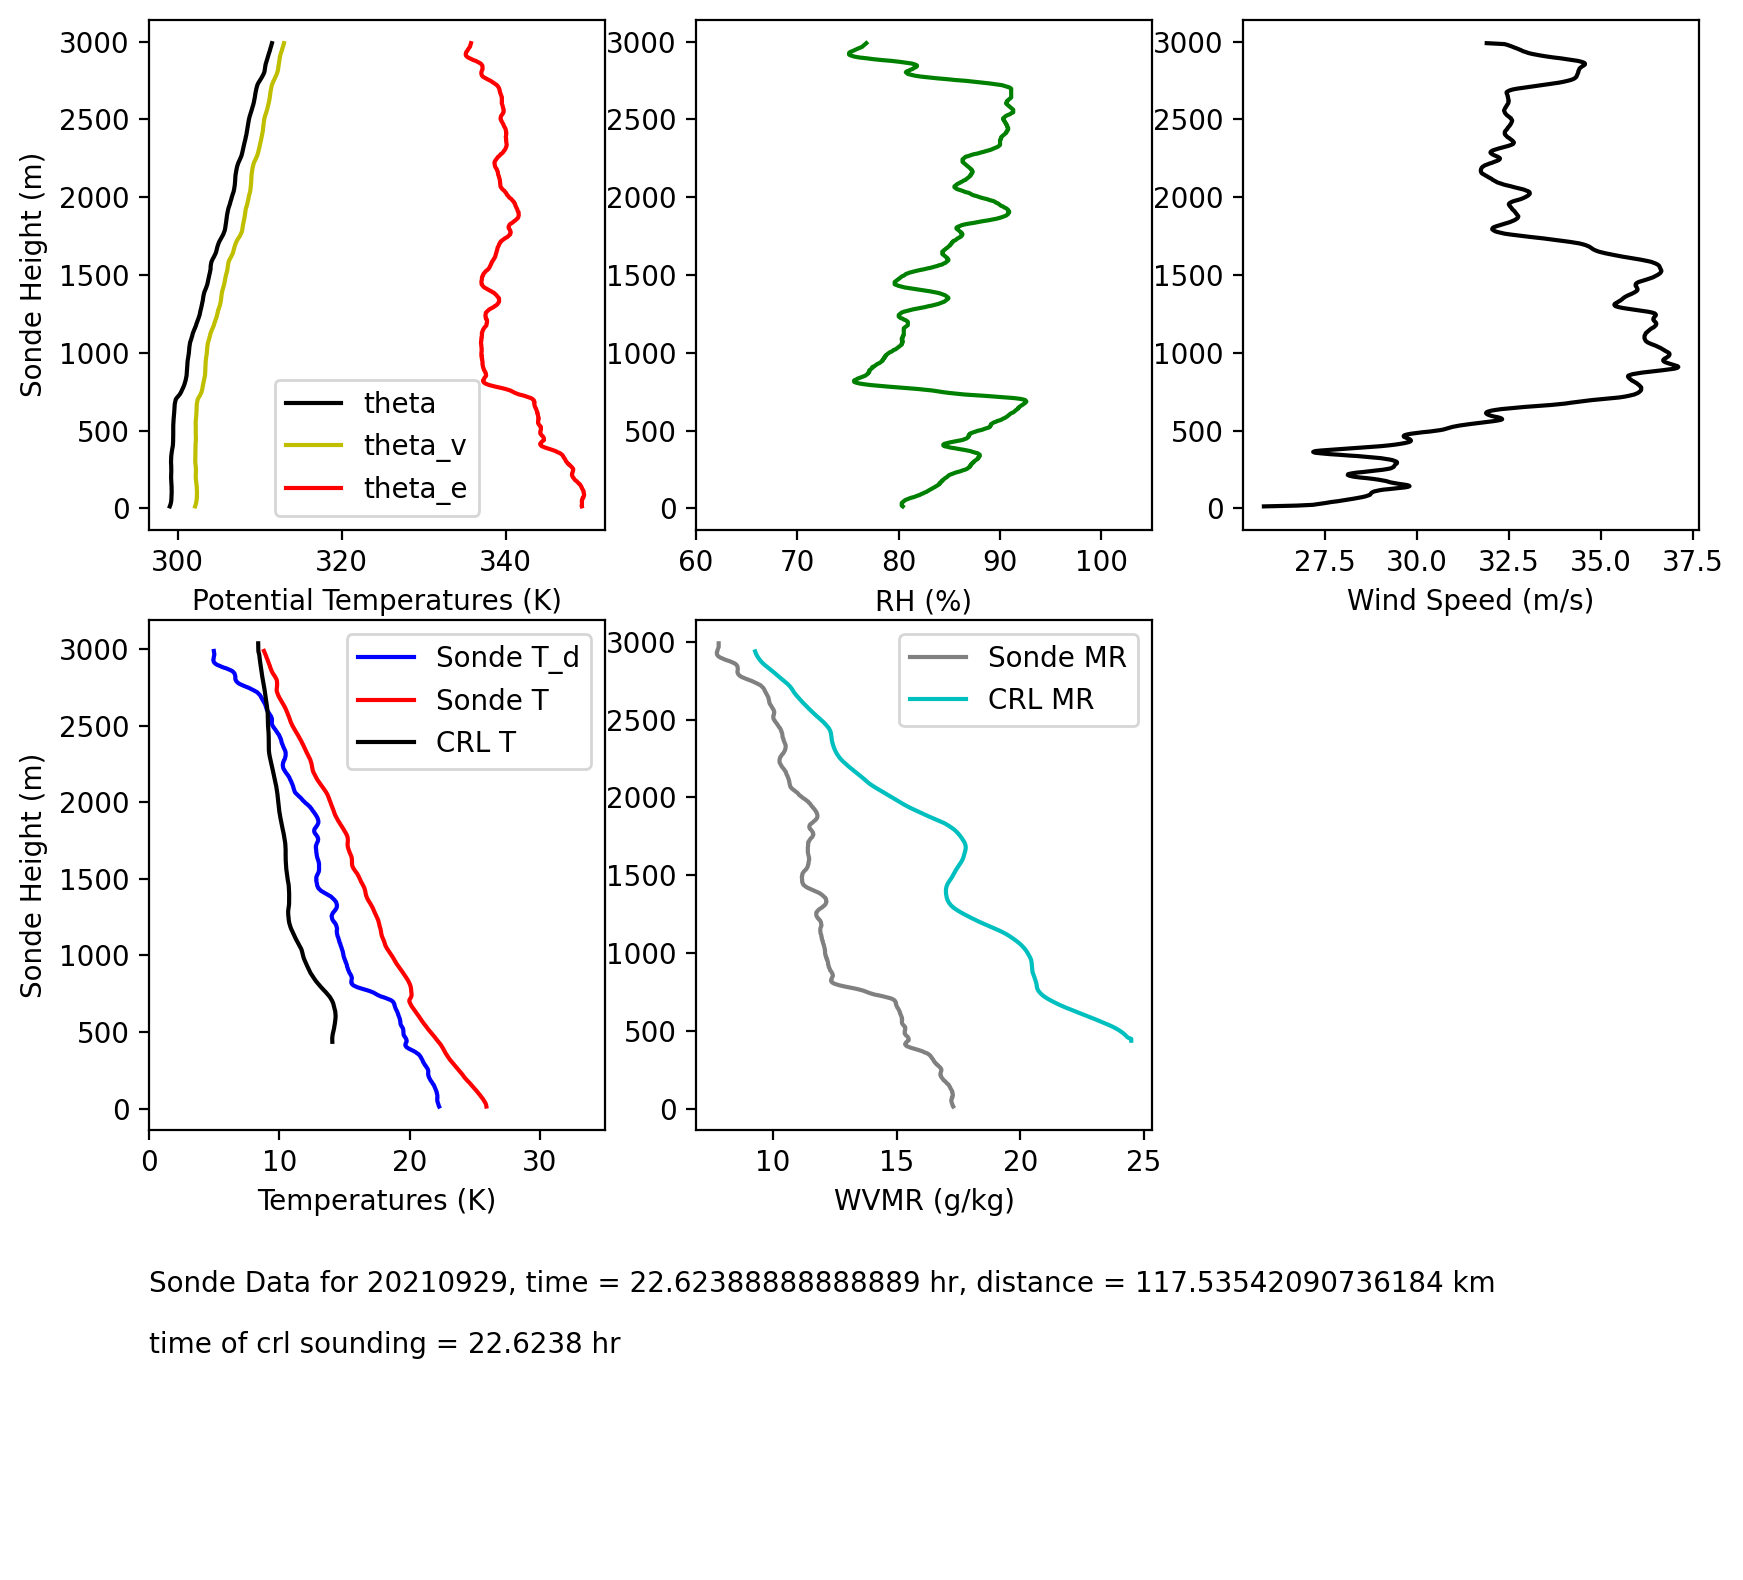 3000
2500
2000
1500
1000
500
0
Sonde Height (m)
300 320 340
Potential Temperatures (K)
theta
theta_v
theta_e
3000
2500
2000
1500
1000
500
0
60 70 80 90 100
RH (%)
3000
2500
2000
1500
1000
500
0
27.5 30.0 32.5 35.0 37.5
Wind Speed (m/s)
3000
2500
2000
1500
1000
500
0
Sonde Height (m)
0 10 20 30
Temperatures (K)
Sonde T_d
Sonde T
CRL T
3000
2500
2000
1500
1000
500
0
10 15 20 25
WVMR (g/kg)
Sonde MR
CRL MR
Sonde Data for 20210929, time = 22.62388888888889 hr, distance = 117.53542090736184 km
time of crl sounding = 22.6238 hr